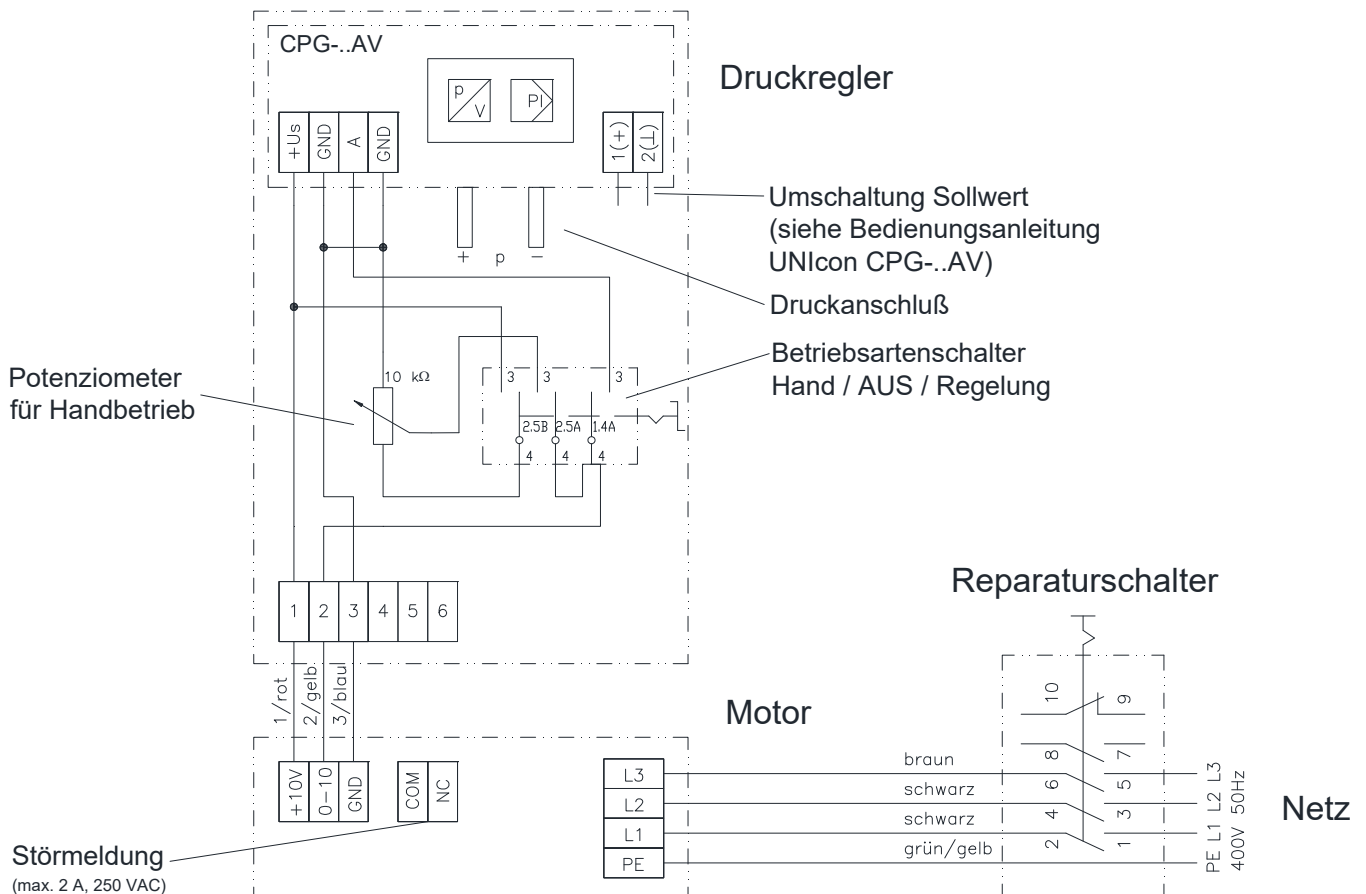 CPG-..AV
Druckregler
p
V
PI
+Us
GND
A
GND
1(+)
2(⊥)
Umschaltung Sollwert
(siehe Bedienungsanleitung
UNIcon CPG-..AV)
+ p -
Druckanschluß
Betriebsartenschalter
Hand / AUS / Regelung
Potenziometer
für Handbetrieb
10 kΩ
3 3 3
2.5B 2.5A 1.4A
4 4 4
1 2 3 4 5 6
Reparaturschalter
1/rot
2/gelb
3/blau
Motor
10 9
8 7
6 5
4 3
2 1
+10V
0-10
GND
COM
NC
L3
L2
L1
PE
braun
schwarz
schwarz
grün/gelb
PE L1 L2 L3
400V 50Hz
Netz
Störmeldung
(max. 2 A, 250 VAC)